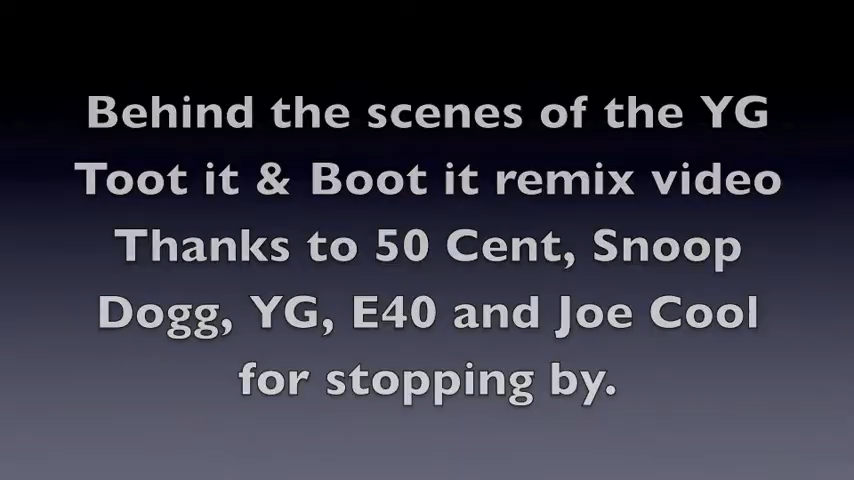 Behind the scenes of the YG
Toot it & Boot it remix video
Thanks to 50 Cent, Snoop
Dogg, YG, E40 and Joe Cool
for stopping by.